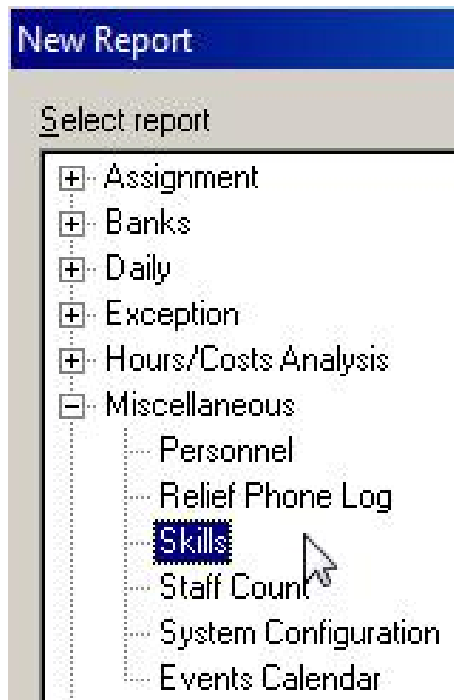 New Report
Select report
Assignment
Banks
Daily
Exception
Hours/Costs Analysis
Miscellaneous
Personnel
Relief Phone Log
Skills
Staff Count
System Configuration
Events Calendar